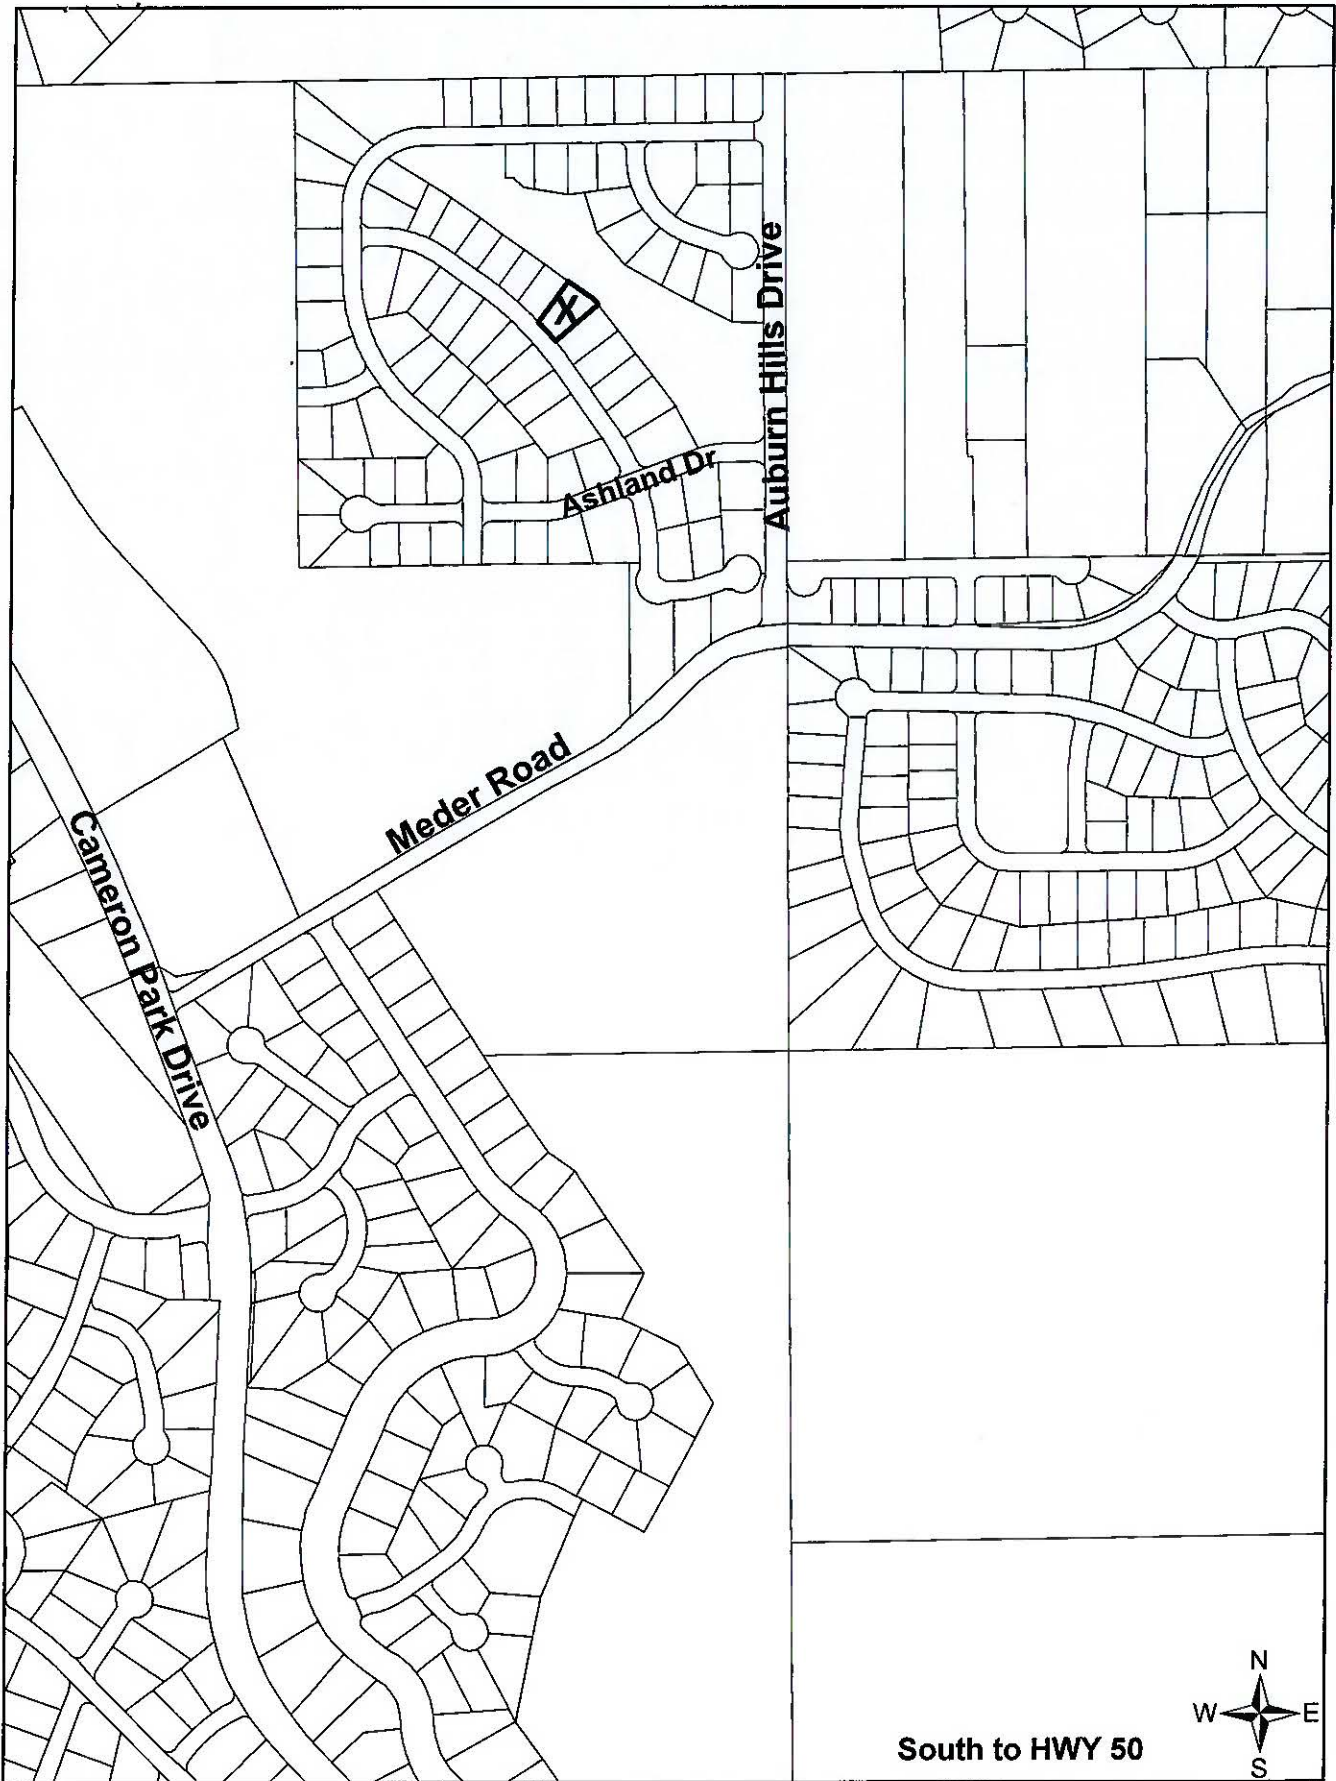 Auburn Hills Drive
X
Ashland Dr
Meder Road
Cameron Park Drive
N
W E
S
South to HWY 50